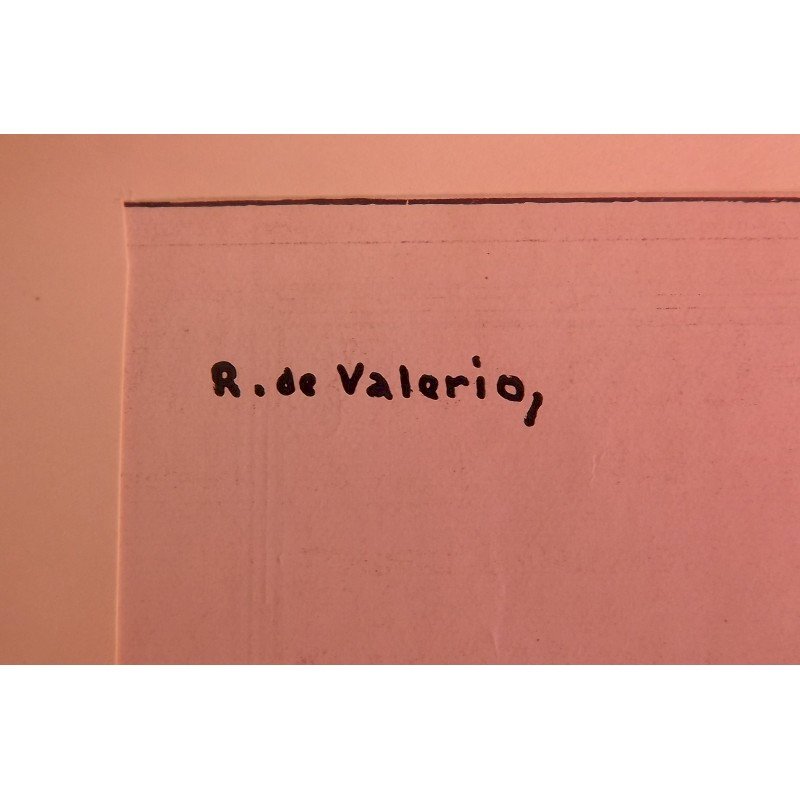 R. de Valerio,